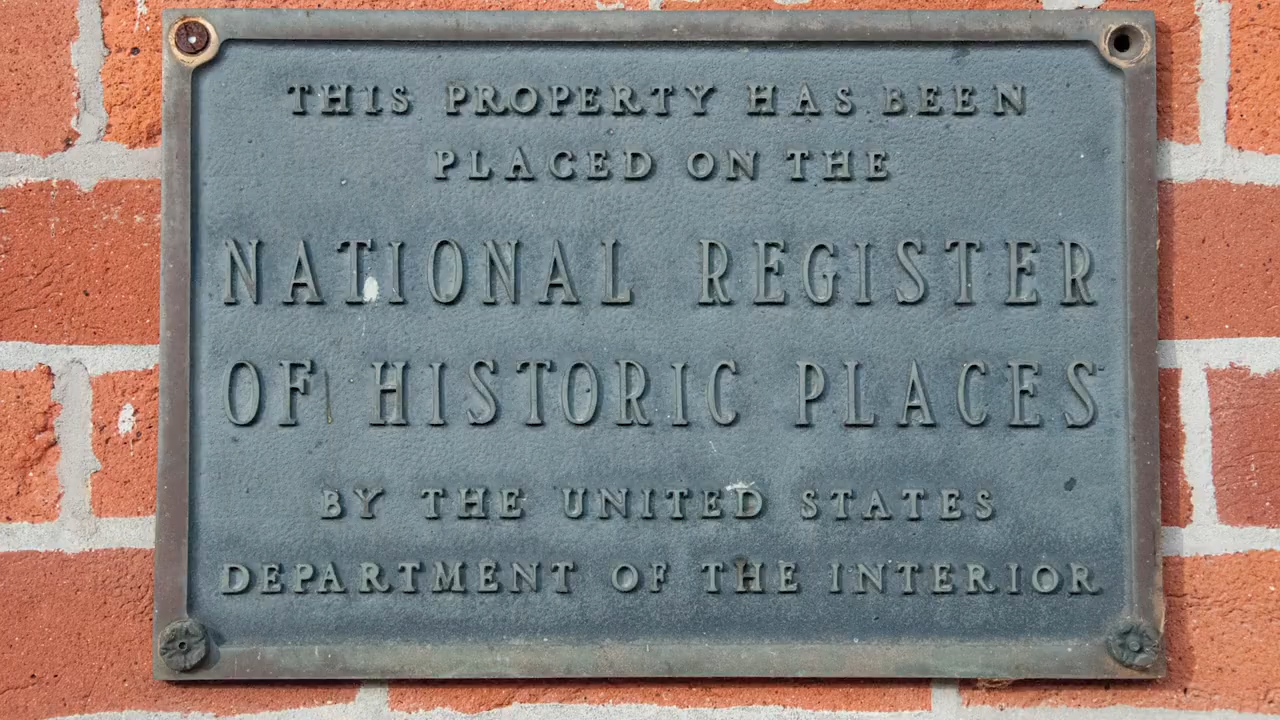 THIS PROPERTY HAS BEEN
PLACED ON THE
NATIONAL REGISTER
OF HISTORIC PLACES
BY THE UNITED STATES
DEPARTMENT OF THE INTERIOR